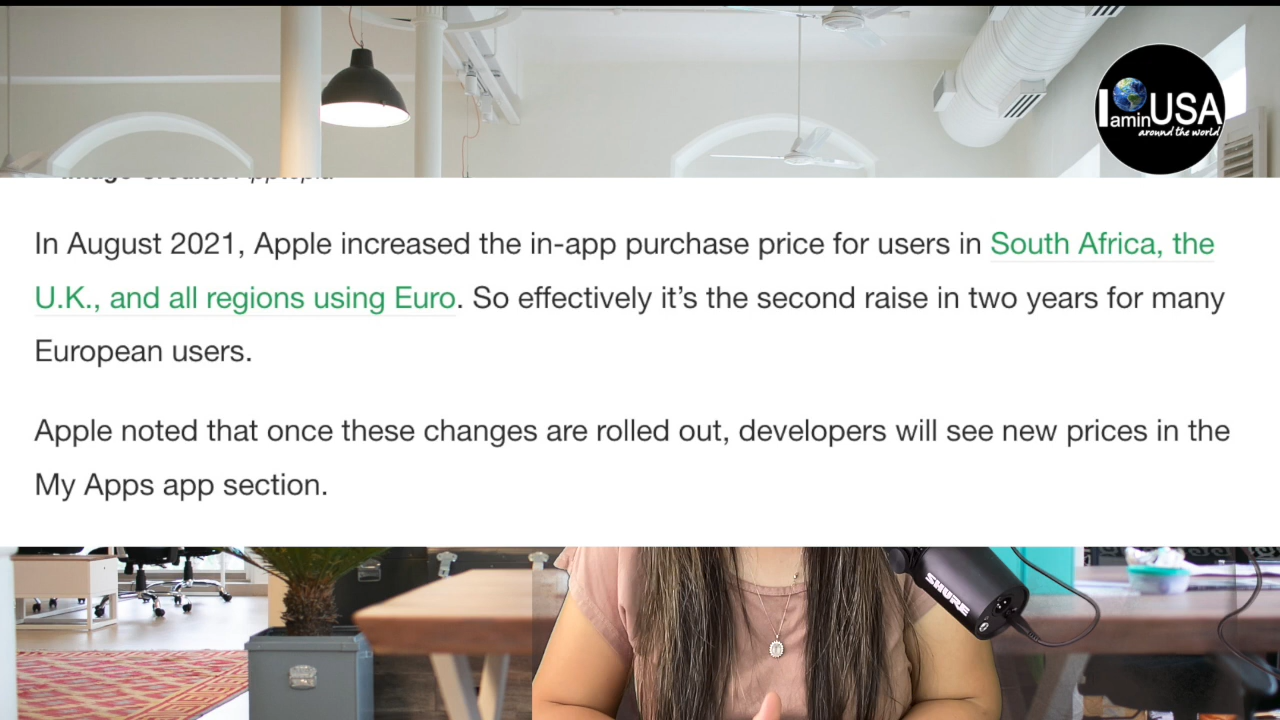 I aminUSA
around the world
In August 2021, Apple increased the in-app purchase price for users in South Africa, the
U.K., and all regions using Euro. So effectively it's the second raise in two years for many
European users.
Apple noted that once these changes are rolled out, developers will see new prices in the
My Apps app section.
SHURE